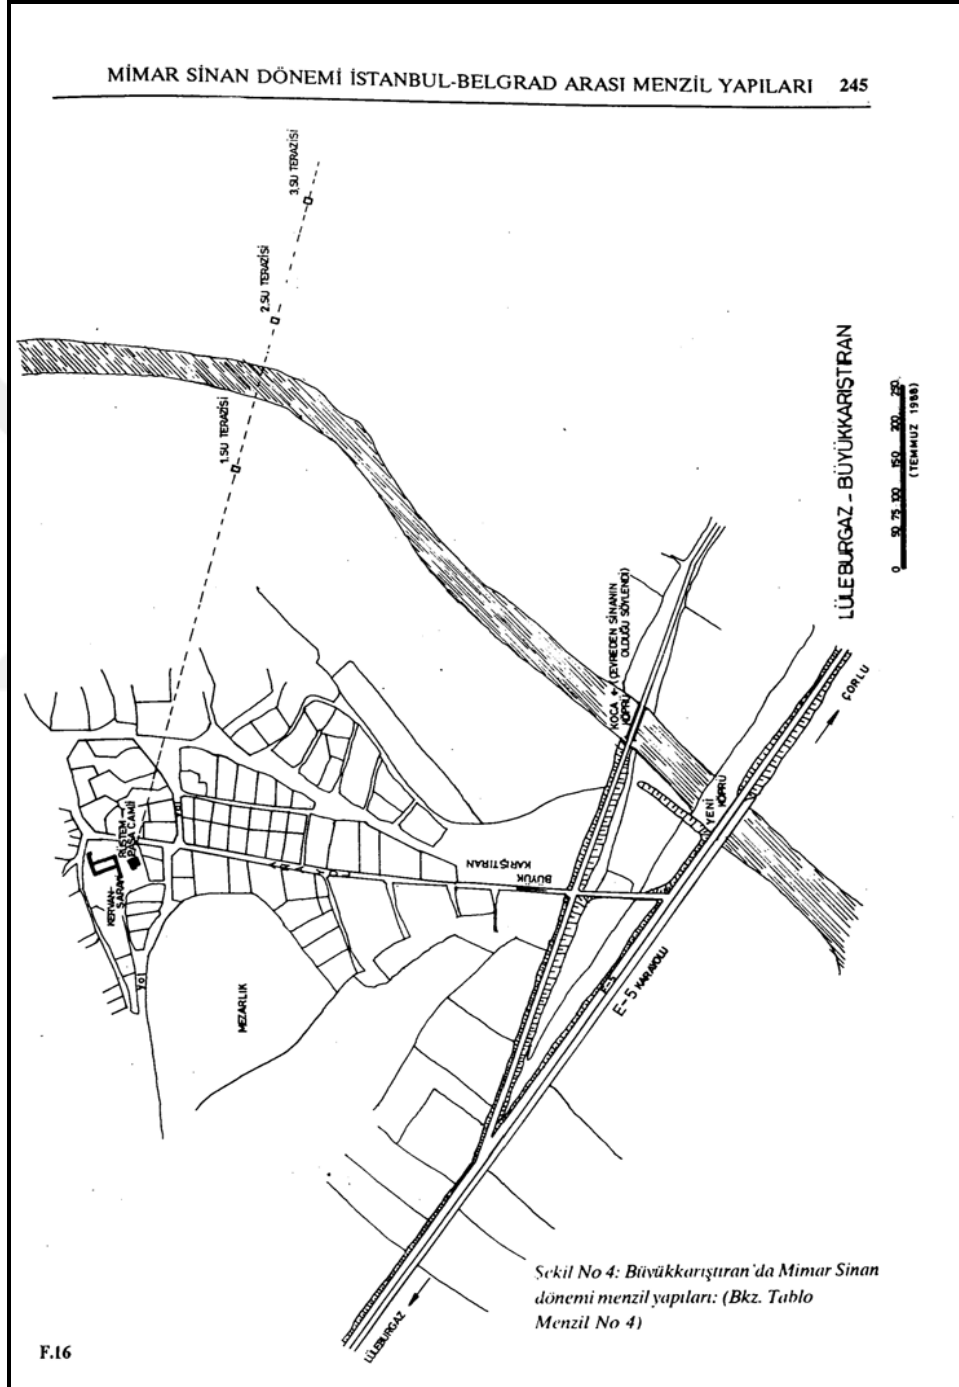 MİMAR SİNAN DÖNEMİ İSTANBUL-BELGRAD ARASI MENZİL YAPILARI 245
3.SU TERAZİSİ
2.SU TERAZİSİ
1.SU TERAZİSİ
LÜLEBURGAZ - BÜYÜKKARIŞTIRAN
0 50 75 100 150 200 250
(TEMMUZ 1988)
KOCA ← (ÇEVREDEN SİNANIN
KÖPRÜ OLDUĞU SÖYLENDİ)
ÇORLU
YENİ
KÖPRÜ
RÜSTEM
PAŞA CAMİİ
KERVAN-
SARAY
YOL
YOL
BÜYÜK
KARIŞTIRAN
MEZARLIK
E-5
E-5 KARAYOLU
LÜLEBURGAZ
Şekil No 4: Büyükkarıştıran'da Mimar Sinan
dönemi menzil yapıları: (Bkz. Tablo
Menzil No 4)
F.16